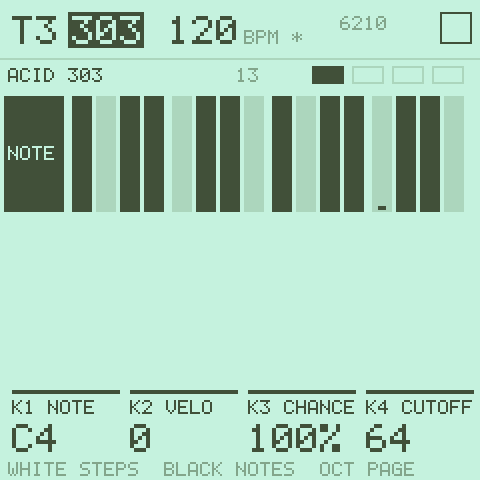 T3 303 120 BPM * 6210
ACID 303 13
NOTE
K1 NOTE K2 VELO K3 CHANCE K4 CUTOFF
C4 0 100% 64
WHITE STEPS BLACK NOTES OCT PAGE